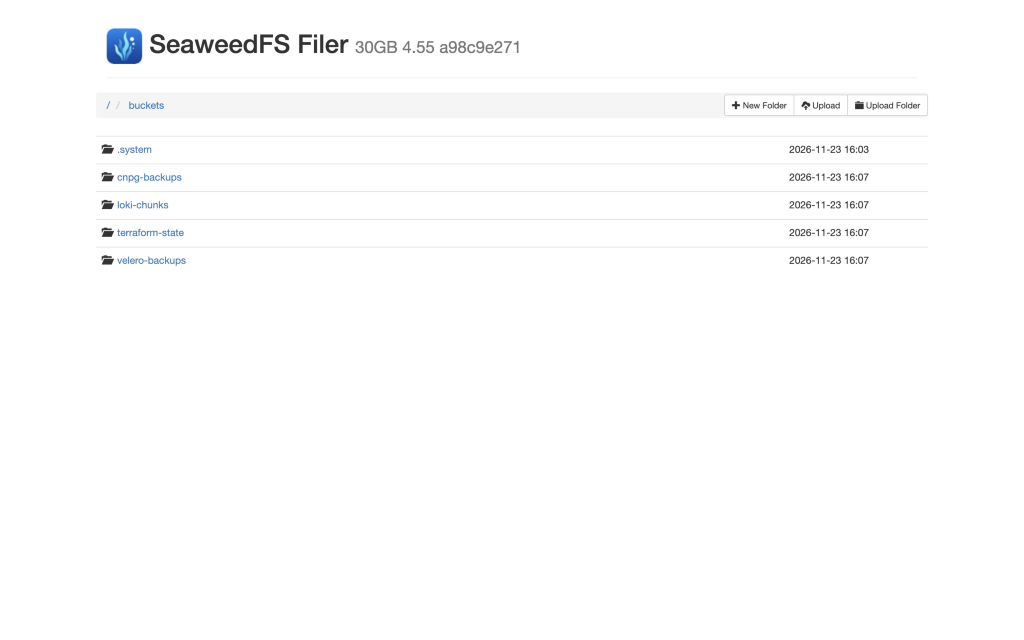 SeaweedFS Filer 30GB 4.55 a98c9e271
/ / buckets New Folder Upload Upload Folder
.system 2026-11-23 16:03
cnpg-backups 2026-11-23 16:07
loki-chunks 2026-11-23 16:07
terraform-state 2026-11-23 16:07
velero-backups 2026-11-23 16:07